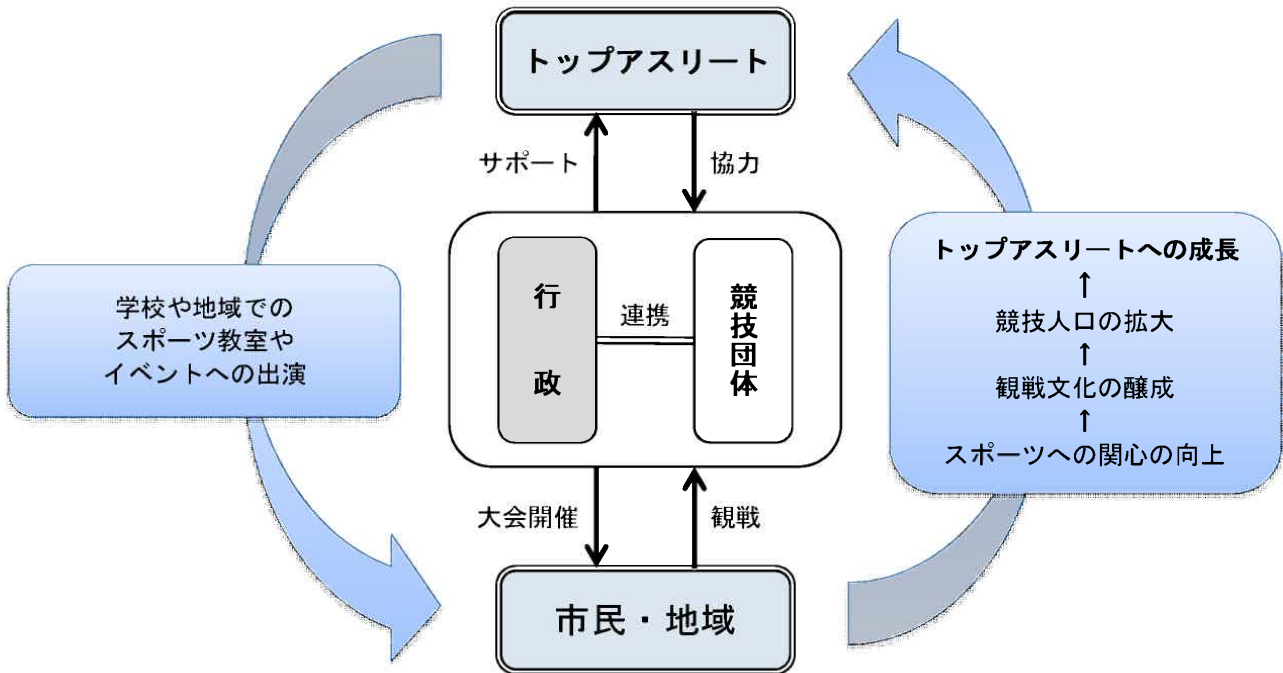 トップアスリート
サポート
協力
学校や地域での
スポーツ教室や
イベントへの出演
行政
連携
競技団体
トップアスリートへの成長
↑
競技人口の拡大
↑
観戦文化の醸成
↑
スポーツへの関心の向上
大会開催
観戦
市民・地域